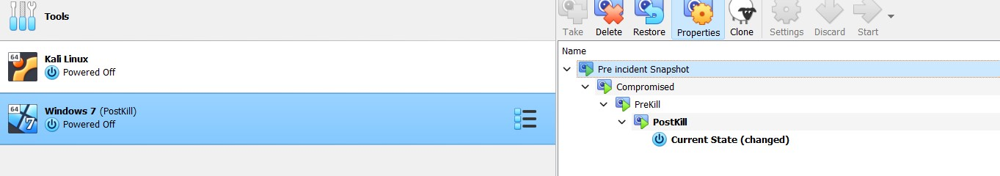 Tools
64
Kali Linux
Powered Off
64
7
Windows 7 (PostKill)
Powered Off
Take Delete Restore Properties Clone Settings Discard Start
Name
Pre incident Snapshot
Compromised
PreKill
PostKill
Current State (changed)